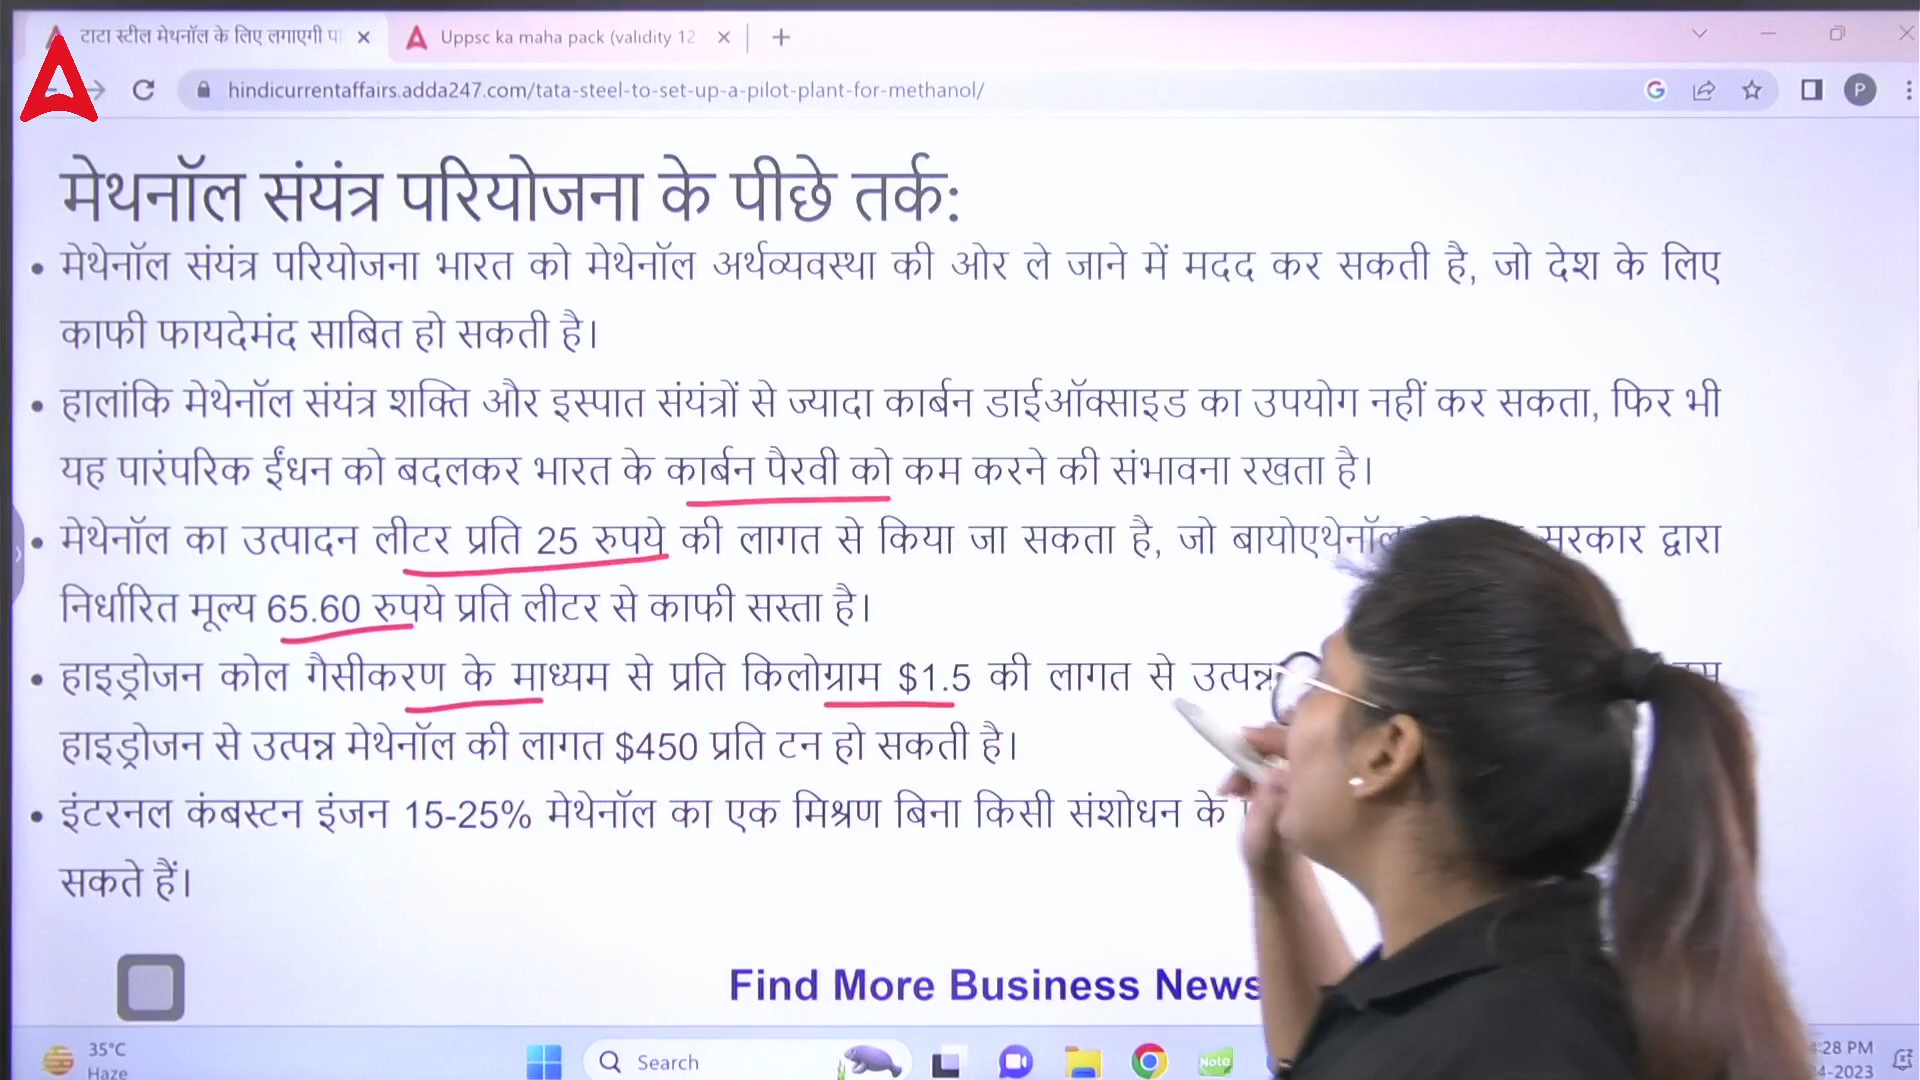 टाटा स्टील मेथनॉल के लिए लगाएगी
Uppsc ka maha pack (validity 12
hindicurrentaffairs.adda247.com/tata-steel-to-set-up-a-pilot-plant-for-methanol/
P
मेथनॉल संयंत्र परियोजना के पीछे तर्क:
• मेथेनॉल संयंत्र परियोजना भारत को मेथेनॉल अर्थव्यवस्था की ओर ले जाने में मदद कर सकती है, जो देश के लिए
काफी फायदेमंद साबित हो सकती है।
• हालांकि मेथेनॉल संयंत्र शक्ति और इस्पात संयंत्रों से ज्यादा कार्बन डाईऑक्साइड का उपयोग नहीं कर सकता, फिर भी
यह पारंपरिक ईंधन को बदलकर भारत के कार्बन पैरवी को कम करने की संभावना रखता है।
• मेथेनॉल का उत्पादन लीटर प्रति 25 रुपये की लागत से किया जा सकता है, जो बायोएथेनॉल सरकार द्वारा
निर्धारित मूल्य 65.60 रुपये प्रति लीटर से काफी सस्ता है।
• हाइड्रोजन कोल गैसीकरण के माध्यम से प्रति किलोग्राम $1.5 की लागत से उत्पन्न
हाइड्रोजन से उत्पन्न मेथेनॉल की लागत $450 प्रति टन हो सकती है।
• इंटरनल कंबस्टन इंजन 15-25% मेथेनॉल का एक मिश्रण बिना किसी संशोधन के
सकते हैं।
Find More Business News
35°C
Haze
Search
Note
:28 PM
-2023